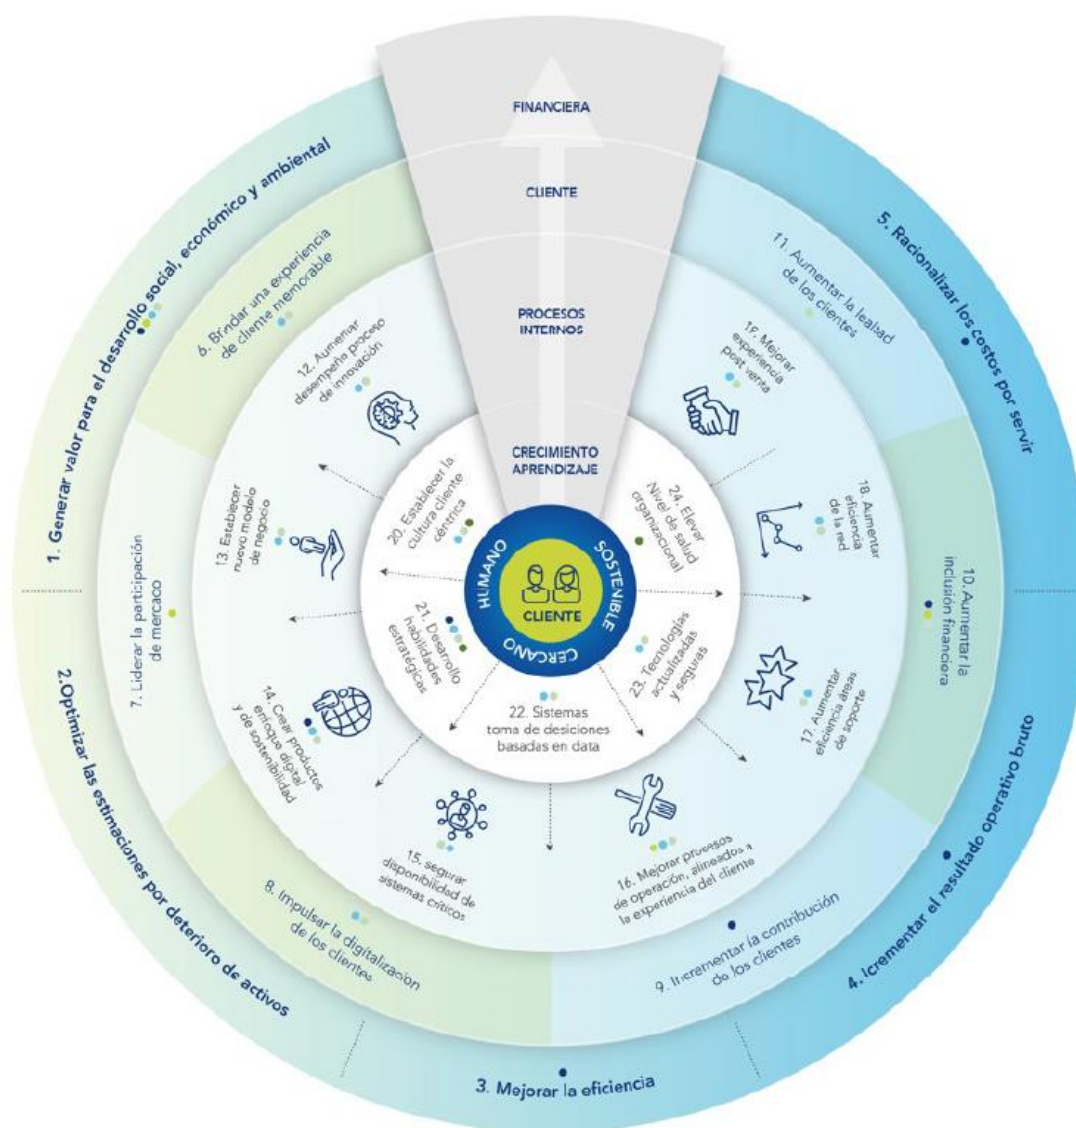 FINANCIERA
CLIENTE
PROCESOS
INTERNOS
CRECIMIENTO
APRENDIZAJE
1. Generar valor para el desarollo social, económico y ambiental
2.Optimizar las estimaciones por deterioro de activos
3. Mejorar la eficiencia
4. Icrementar el resultado operativo bruto
5. Racionalizar los costos por servir
6. Brindar una experiencia
de cliente memorable
7. Liderar la participación
de mercaco
8. Impulsar la digitalizacion
de los clientes
9. Incrementar la contribución
de los clientes
10. Aumentar la
inclusión financiera
11. Aumentar la lealtad
de los clientes
12. Aumentar
desempeño proceso
de innovación
13. Establecer
nuevo modelo
de negocio
14. Crear productos
enfoque digital
y de sostenibilidad
15. segurar
disponibilidad de
sistemas críticos
16. Mejorar procesos
de operación, alineados a
la experiencia del cliente
17. Aumentar
eficiencia áreas
de soporte
18. Aumentar
eficiencia
de la red
19. Mejorar
experiencia
post venta
20. Establecer la
cultura cliente
céntrica
21. Desarrollo
habilidades
estratégicas
22. Sistemas
toma de desiciones
basadas en data
23. Tecnologías
actualizadas
y seguras
24. Elevar
Nivel de salud
organizacional
HUMANO
SOSTENIBLE
CERCANO
CLIENTE